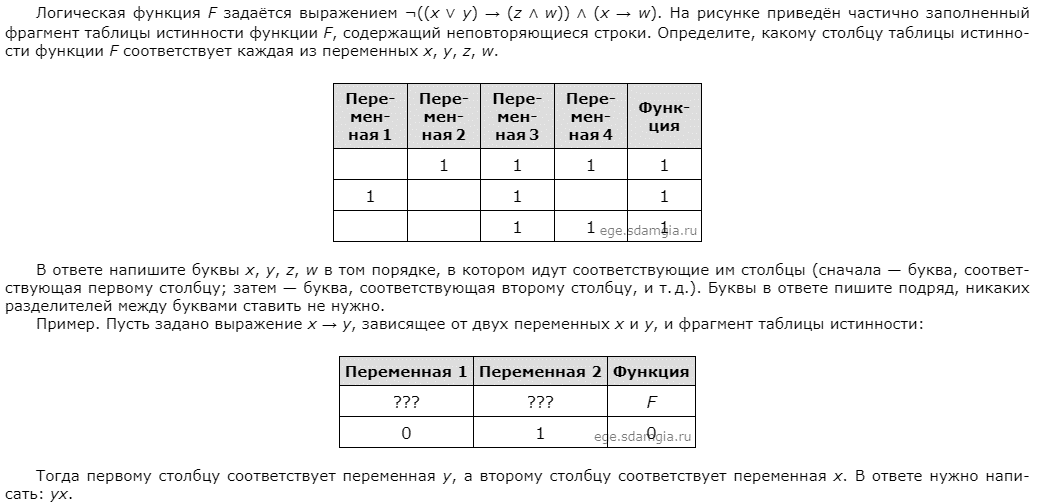 Логическая функция F задаётся выражением ¬((x ∨ y) → (z ∧ w)) ∧ (x → w). На рисунке приведён частично заполненный
фрагмент таблицы истинности функции F, содержащий неповторяющиеся строки. Определите, какому столбцу таблицы истинно-
сти функции F соответствует каждая из переменных x, y, z, w.
Пере-мен-ная 1 Пере-мен-ная 2 Пере-мен-ная 3 Пере-мен-ная 4 Функ-ция
1 1 1 1
1 1 1
1 1 1
ege.sdamgia.ru
В ответе напишите буквы x, y, z, w в том порядке, в котором идут соответствующие им столбцы (сначала — буква, соответ-
ствующая первому столбцу; затем — буква, соответствующая второму столбцу, и т. д.). Буквы в ответе пишите подряд, никаких
разделителей между буквами ставить не нужно.
Пример. Пусть задано выражение x → y, зависящее от двух переменных x и y, и фрагмент таблицы истинности:
Переменная 1 Переменная 2 Функция
??? ??? F
0 1 0
ege.sdamgia.ru
Тогда первому столбцу соответствует переменная y, а второму столбцу соответствует переменная x. В ответе нужно напи-
сать: yx.